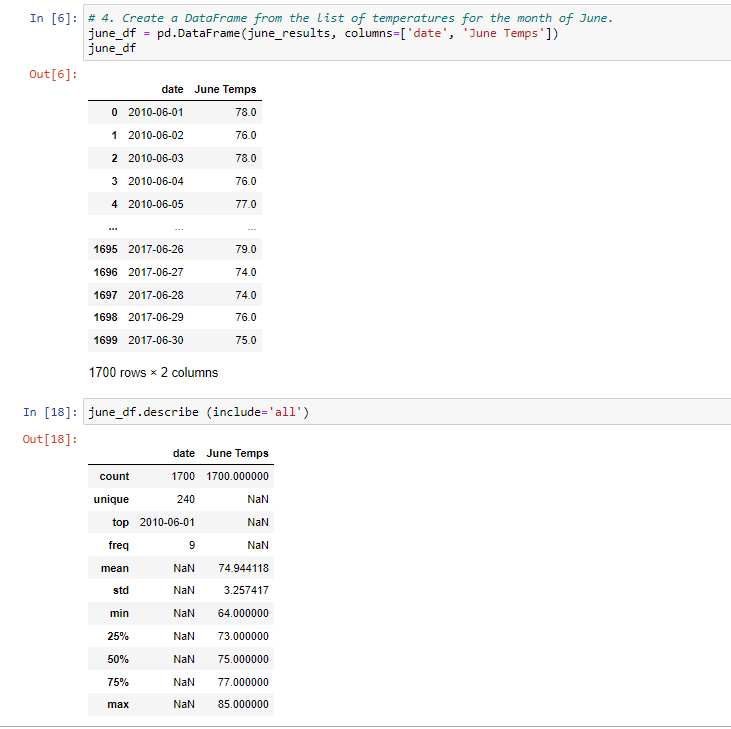 In [6]: # 4. Create a DataFrame from the list of temperatures for the month of June.
june_df = pd.DataFrame(june_results, columns=['date', 'June Temps'])
june_df
Out[6]:
date June Temps
0 2010-06-01 78.0
1 2010-06-02 76.0
2 2010-06-03 78.0
3 2010-06-04 76.0
4 2010-06-05 77.0
... ... ...
1695 2017-06-26 79.0
1696 2017-06-27 74.0
1697 2017-06-28 74.0
1698 2017-06-29 76.0
1699 2017-06-30 75.0
1700 rows × 2 columns
In [18]: june_df.describe (include='all')
Out[18]:
date June Temps
count 1700 1700.000000
unique 240 NaN
top 2010-06-01 NaN
freq 9 NaN
mean NaN 74.944118
std NaN 3.257417
min NaN 64.000000
25% NaN 73.000000
50% NaN 75.000000
75% NaN 77.000000
max NaN 85.000000